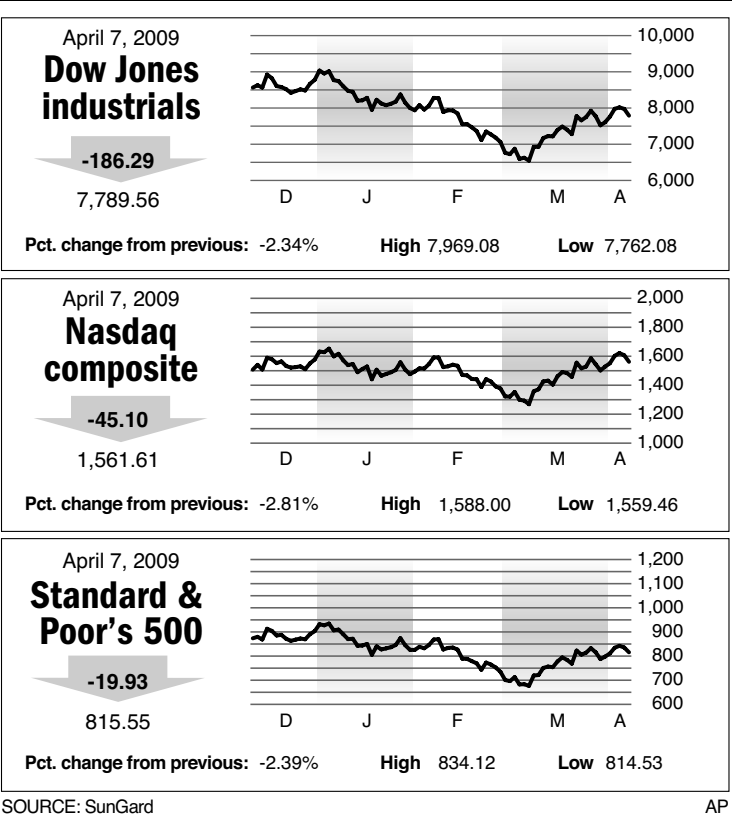 April 7, 2009
Dow Jones
industrials
-186.29
7,789.56
10,000
9,000
8,000
7,000
6,000
D J F M A
Pct. change from previous: -2.34% High 7,969.08 Low 7,762.08
April 7, 2009
Nasdaq
composite
-45.10
1,561.61
2,000
1,800
1,600
1,400
1,200
1,000
D J F M A
Pct. change from previous: -2.81% High 1,588.00 Low 1,559.46
April 7, 2009
Standard &
Poor's 500
-19.93
815.55
1,200
1,100
1,000
900
800
700
600
D J F M A
Pct. change from previous: -2.39% High 834.12 Low 814.53
SOURCE: SunGard AP